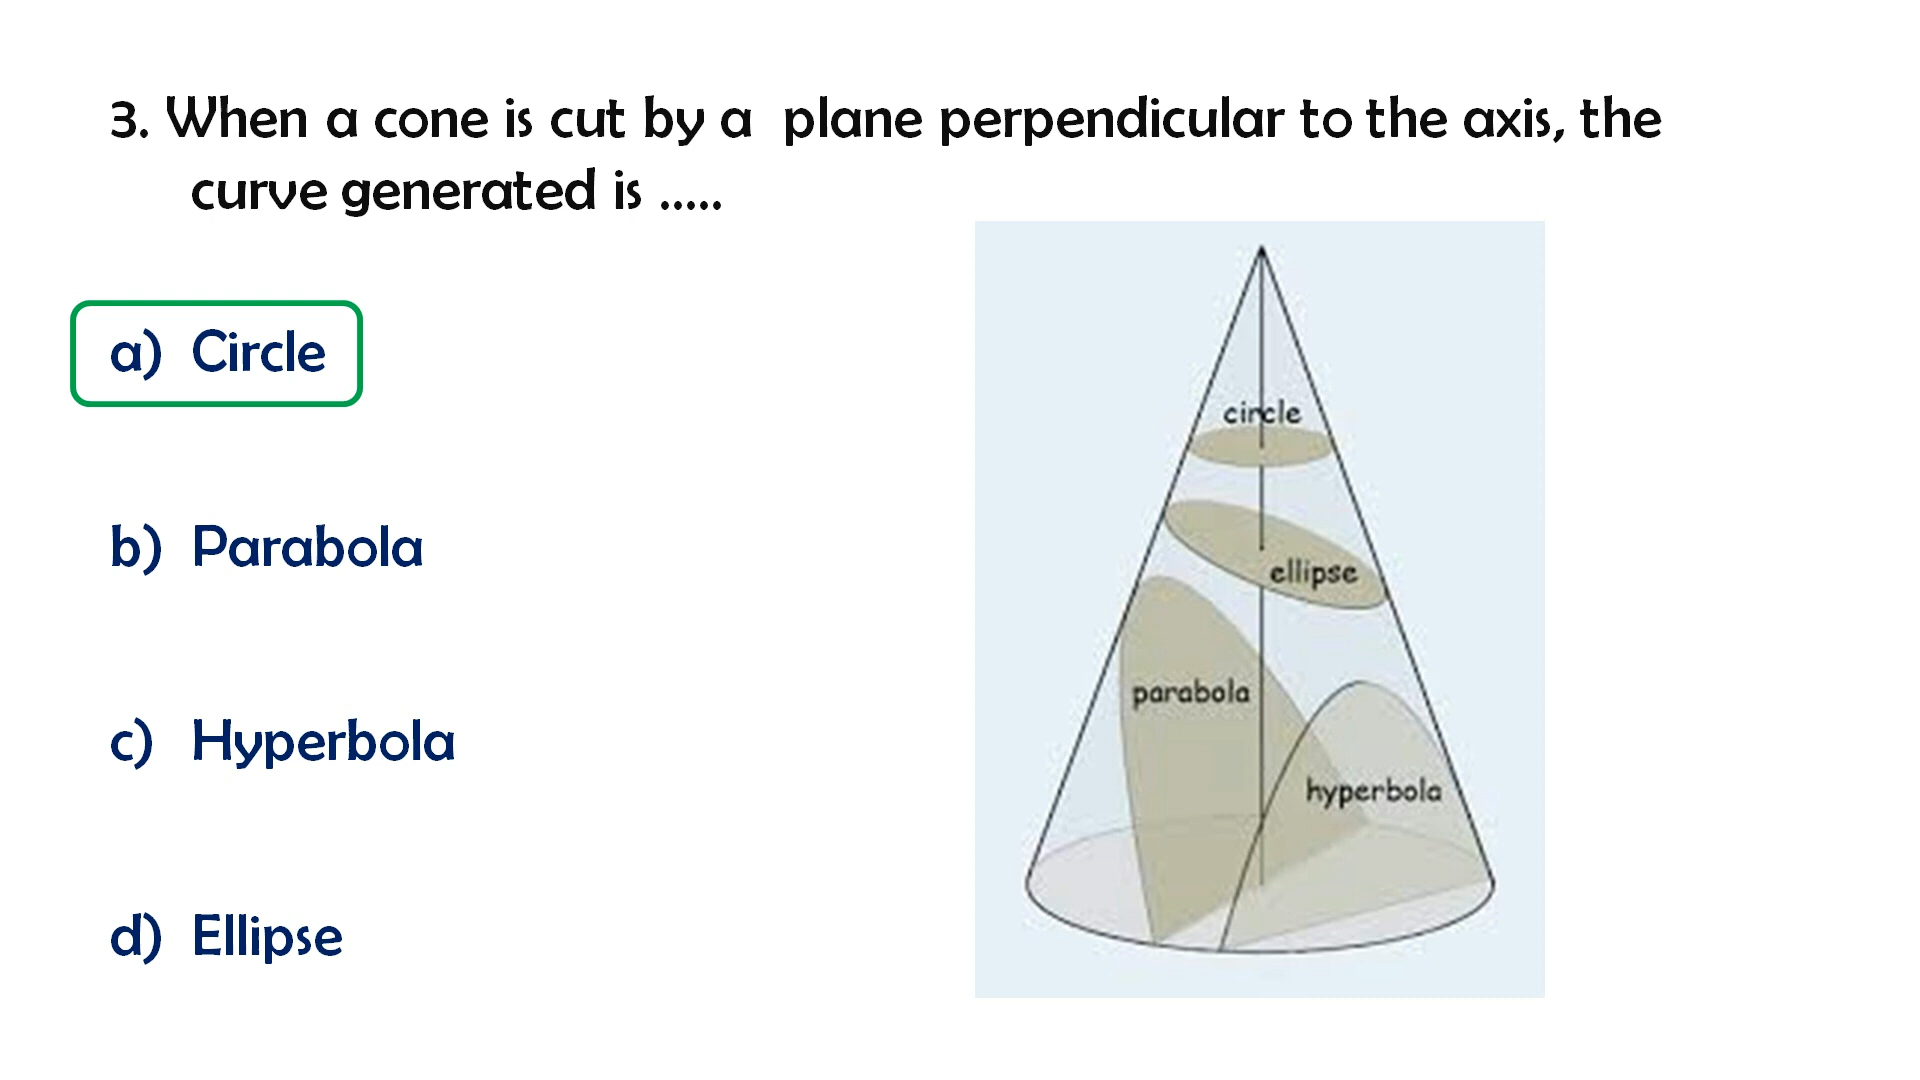 3. When a cone is cut by a plane perpendicular to the axis, the
curve generated is .....
a) Circle
b) Parabola
c) Hyperbola
d) Ellipse
circle
ellipse
parabola
hyperbola